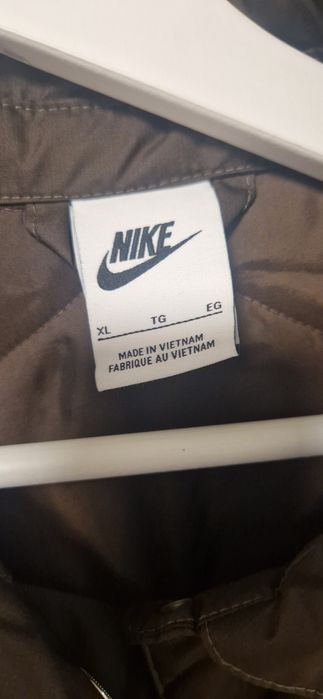 NIKE
XL TG EG
MADE IN VIETNAM
FABRIQUE AU VIETNAM